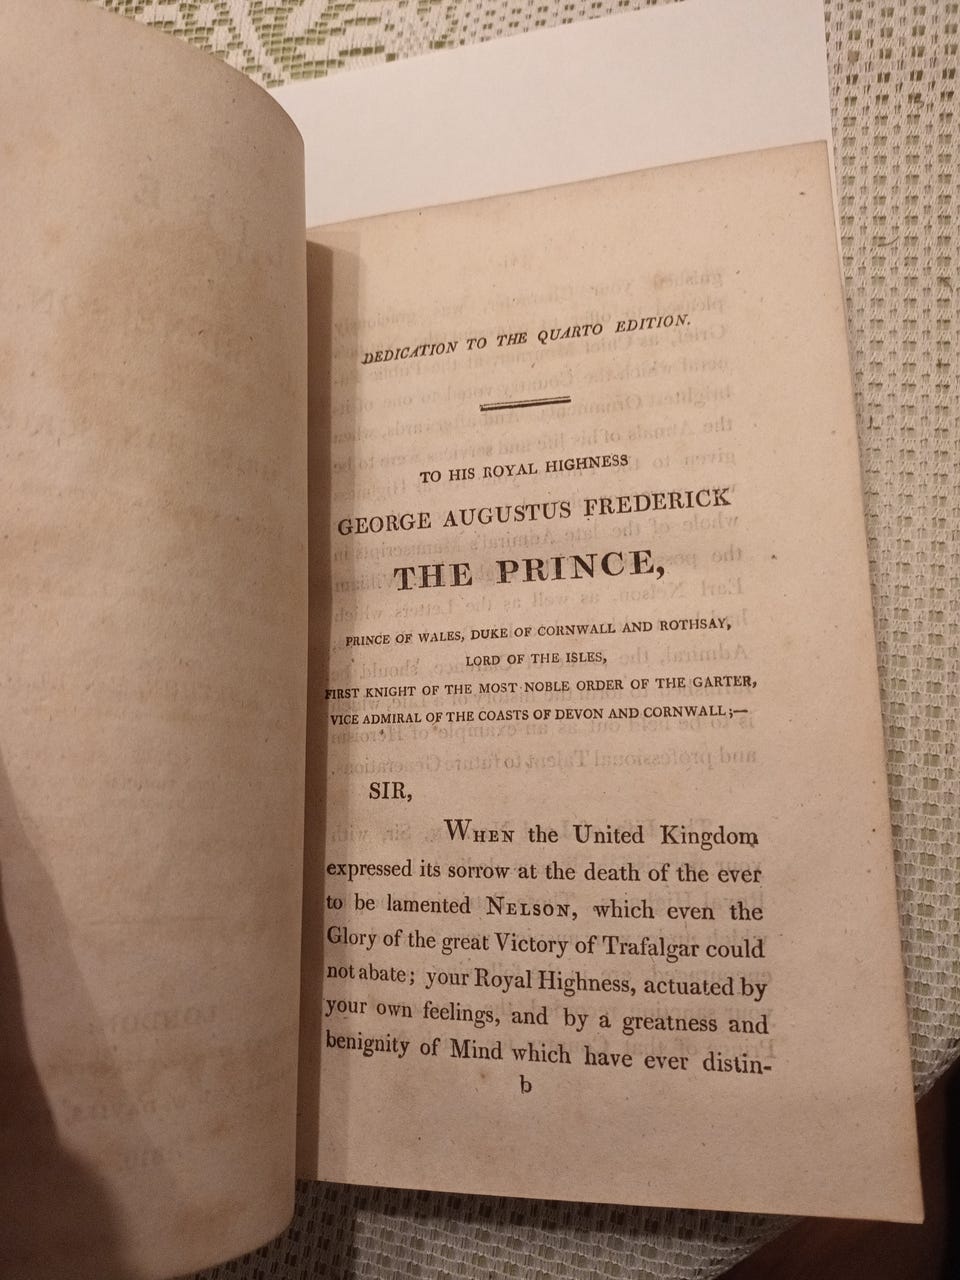 DEDICATION TO THE QUARTO EDITION.
TO HIS ROYAL HIGHNESS
GEORGE AUGUSTUS FREDERICK
THE PRINCE,
PRINCE OF WALES, DUKE OF CORNWALL AND ROTHSAY,
LORD OF THE ISLES,
FIRST KNIGHT OF THE MOST NOBLE ORDER OF THE GARTER,
VICE ADMIRAL OF THE COASTS OF DEVON AND CORNWALL;—
SIR,
WHEN the United Kingdom
expressed its sorrow at the death of the ever
to be lamented NELSON, which even the
Glory of the great Victory of Trafalgar could
not abate; your Royal Highness, actuated by
your own feelings, and by a greatness and
benignity of Mind which have ever distin-
b